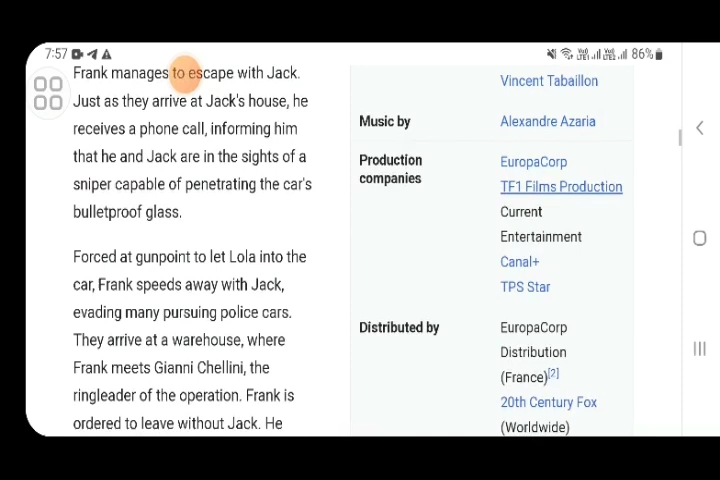 7:57
86%
Frank manages to escape with Jack.
Just as they arrive at Jack's house, he
receives a phone call, informing him
that he and Jack are in the sights of a
sniper capable of penetrating the car's
bulletproof glass.
Forced at gunpoint to let Lola into the
car, Frank speeds away with Jack,
evading many pursuing police cars.
They arrive at a warehouse, where
Frank meets Gianni Chellini, the
ringleader of the operation. Frank is
ordered to leave without Jack. He
Vincent Tabaillon
Music by
Alexandre Azaria
Production
companies
EuropaCorp
TF1 Films Production
Current
Entertainment
Canal+
TPS Star
Distributed by
EuropaCorp
Distribution
(France)[2]
20th Century Fox
(Worldwide)